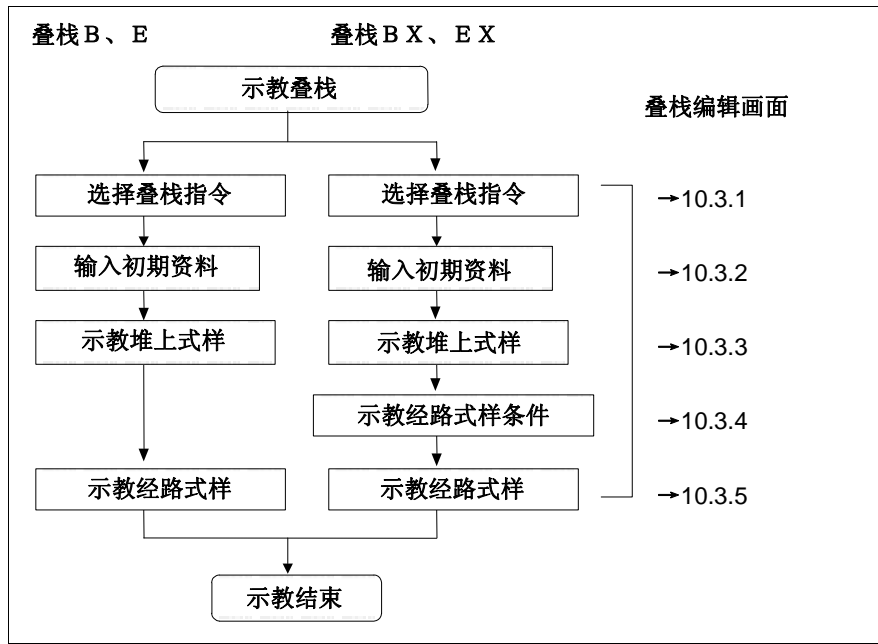 叠栈Ｂ、Ｅ
叠栈ＢＸ、ＥＸ
示教叠栈
叠栈编辑画面
选择叠栈指令
选择叠栈指令
→10.3.1
输入初期资料
输入初期资料
→10.3.2
示教堆上式样
示教堆上式样
→10.3.3
示教经路式样条件
→10.3.4
示教经路式样
示教经路式样
→10.3.5
示教结束